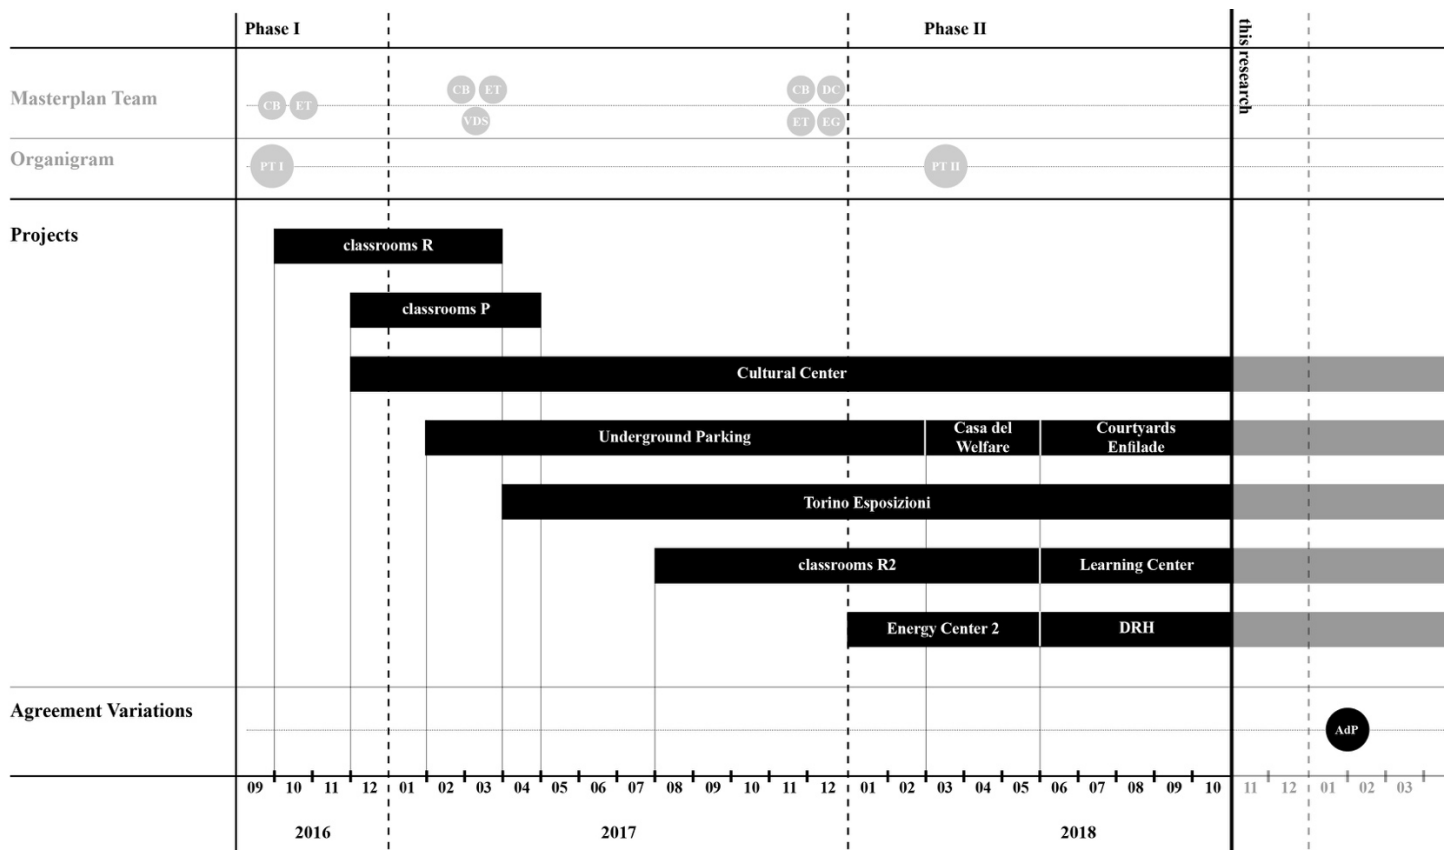 Phase I
Phase II
this research
Masterplan Team
CB
ET
CB
ET
VDS
CB
DC
ET
EG
Organigram
PT I
PT II
Projects
classrooms R
classrooms P
Cultural Center
Underground Parking
Casa del
Welfare
Courtyards
Enfilade
Torino Esposizioni
classrooms R2
Learning Center
Energy Center 2
DRH
Agreement Variations
AdP
09 10 11 12 01 02 03 04 05 06 07 08 09 10 11 12 01 02 03 04 05 06 07 08 09 10 11 12 01 02 03
2016 2017 2018